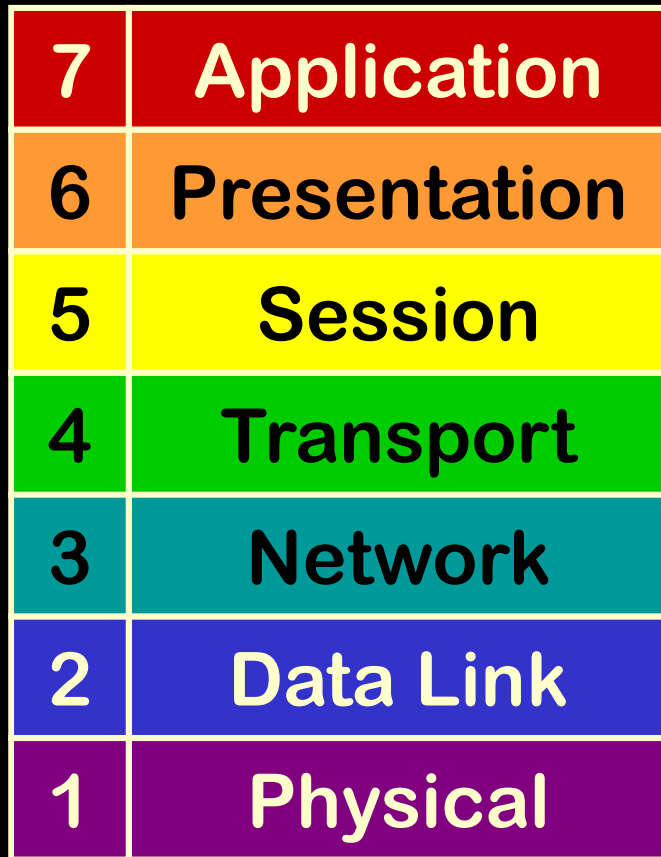 7 Application
6 Presentation
5 Session
4 Transport
3 Network
2 Data Link
1 Physical